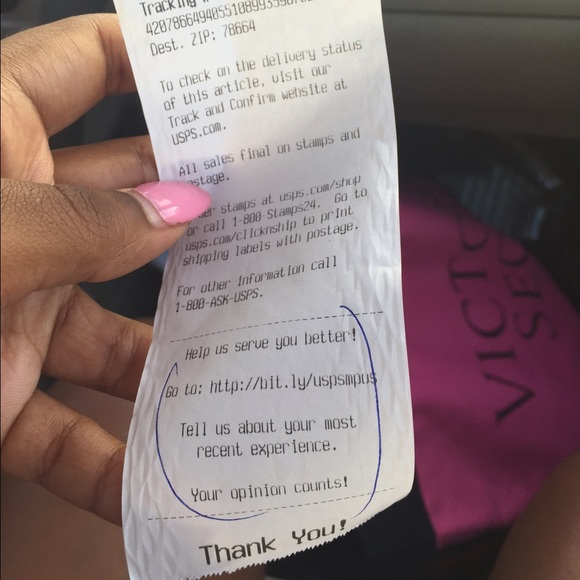 Tracking
Dest. ZIP: 78664
To check on the delivery status
of this article, visit our
Track and Confirm website at
USPS.com.
All sales final on stamps and
stamps at usps.com/shop
or call 1-800-Stamps24. Go to
usps.com/clicknship to print
shipping labels with postage.
For other information call
1-800-ASK-USPS.
Help us serve you better!
Go to: http://bit.ly/uspsmpos
Tell us about your most
recent experience.
Your opinion counts!
Thank You!
VICTO
SEC